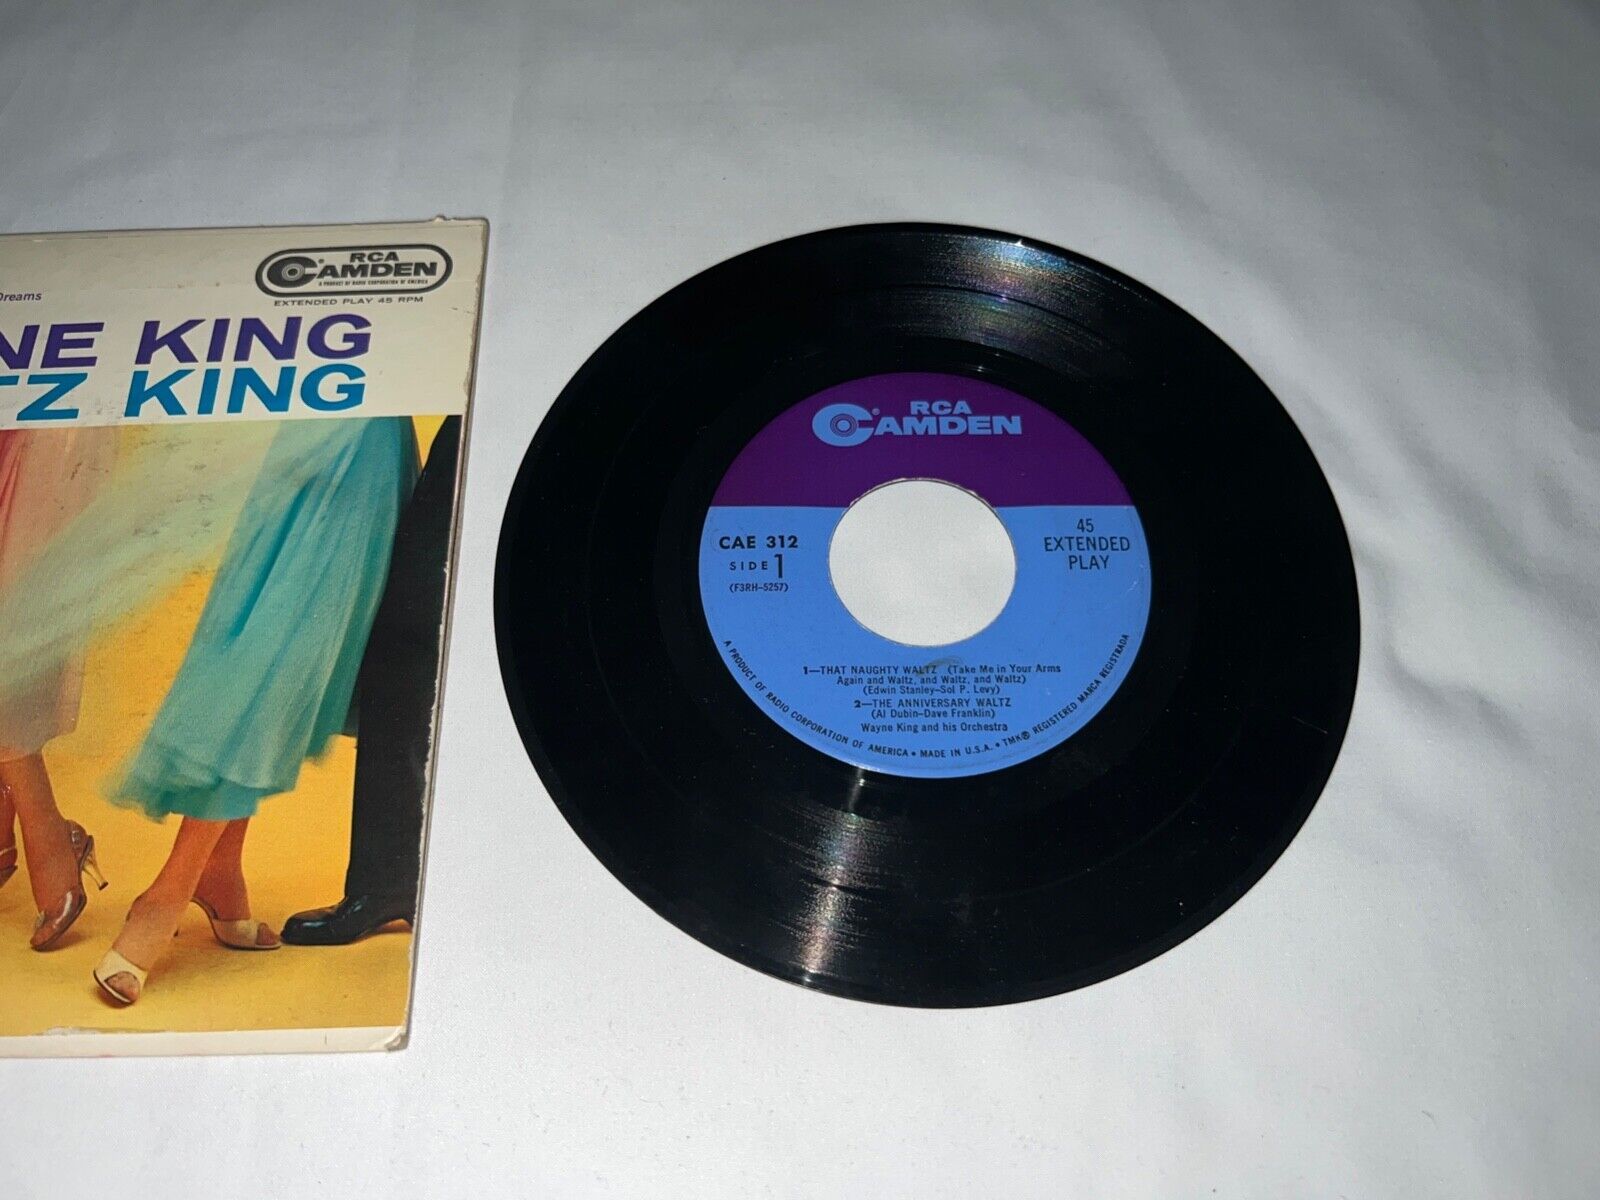 RCA
CAMDEN
A PRODUCT OF RADIO CORPORATION OF AMERICA
EXTENDED PLAY 45 RPM
Dreams
NE KING
TZ KING
RCA
CAMDEN
CAE 312
SIDE 1
(F3RH-5257)
45
EXTENDED
PLAY
1—THAT NAUGHTY WALTZ (Take Me in Your Arms
Again and Waltz, and Waltz, and Waltz)
(Edwin Stanley-Sol P. Levy)
2—THE ANNIVERSARY WALTZ
(Al Dubin-Dave Franklin)
Wayne King and his Orchestra
A PRODUCT OF RADIO CORPORATION OF AMERICA • MADE IN U.S.A. • TMK® REGISTERED MARCA REGISTRADA